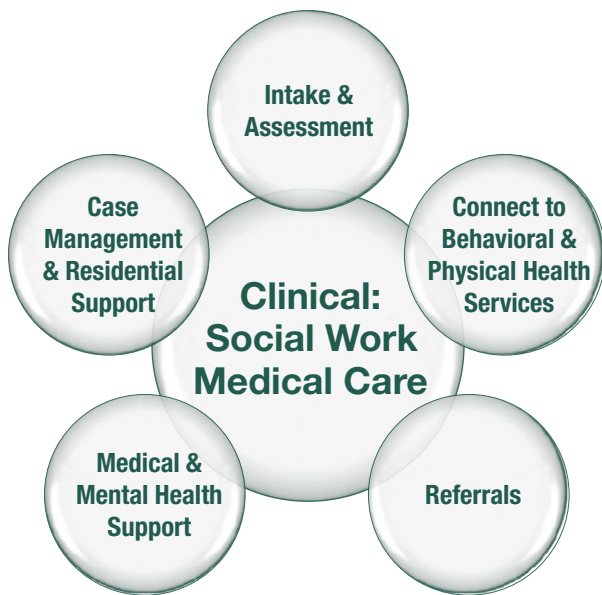 Intake &
Assessment
Case
Management
& Residential
Support
Connect to
Behavioral &
Physical Health
Services
Clinical:
Social Work
Medical Care
Medical &
Mental Health
Support
Referrals